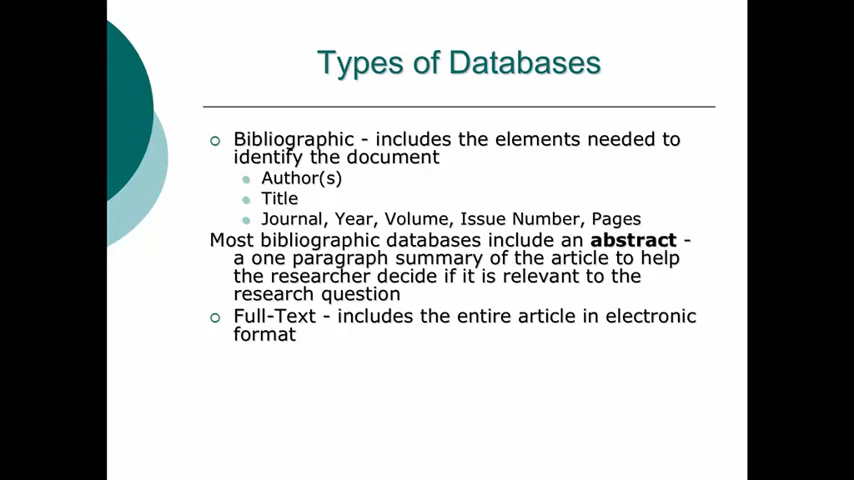 Types of Databases
Bibliographic - includes the elements needed to
identify the document
Author(s)
Title
Journal, Year, Volume, Issue Number, Pages
Most bibliographic databases include an abstract -
a one paragraph summary of the article to help
the researcher decide if it is relevant to the
research question
Full-Text - includes the entire article in electronic
format